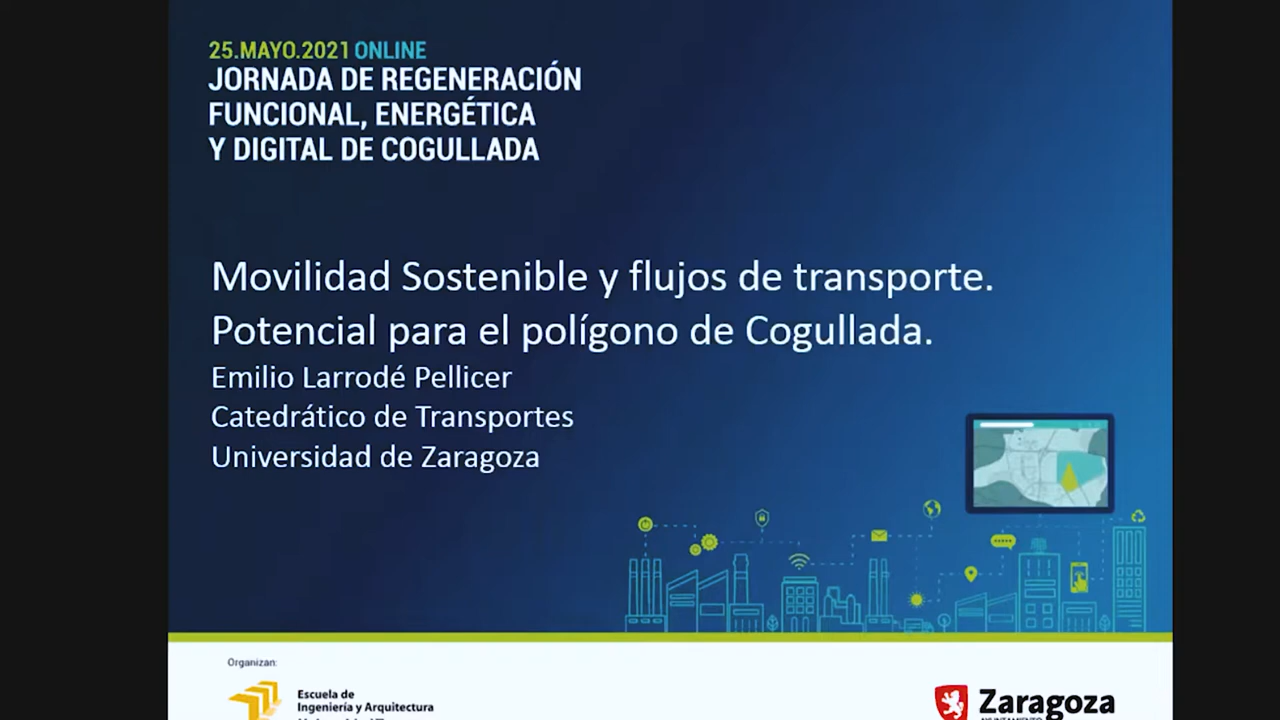 25.MAYO.2021 ONLINE
JORNADA DE REGENERACIÓN
FUNCIONAL, ENERGÉTICA
Y DIGITAL DE COGULLADA
Movilidad Sostenible y flujos de transporte.
Potencial para el polígono de Cogullada.
Emilio Larrodé Pellicer
Catedrático de Transportes
Universidad de Zaragoza
Organizan:
Escuela de
Ingeniería y Arquitectura
Zaragoza
AYUNTAMIENTO